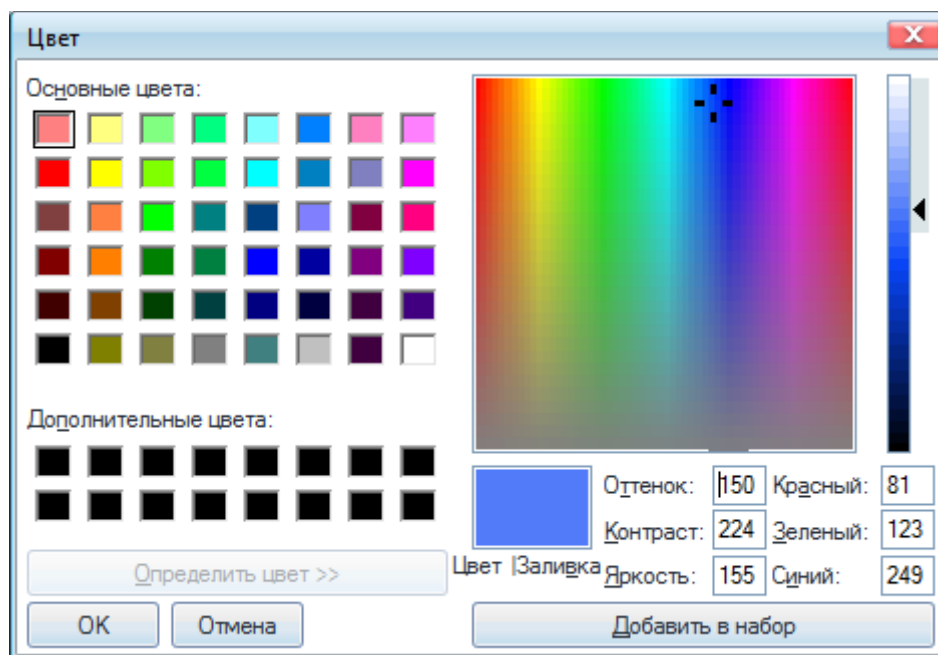 Цвет
Основные цвета:
Дополнительные цвета:
Определить цвет >>
OK
Отмена
Цвет |Заливка
Оттенок: 150 Красный: 81
Контраст: 224 Зеленый: 123
Яркость: 155 Синий: 249
Добавить в набор